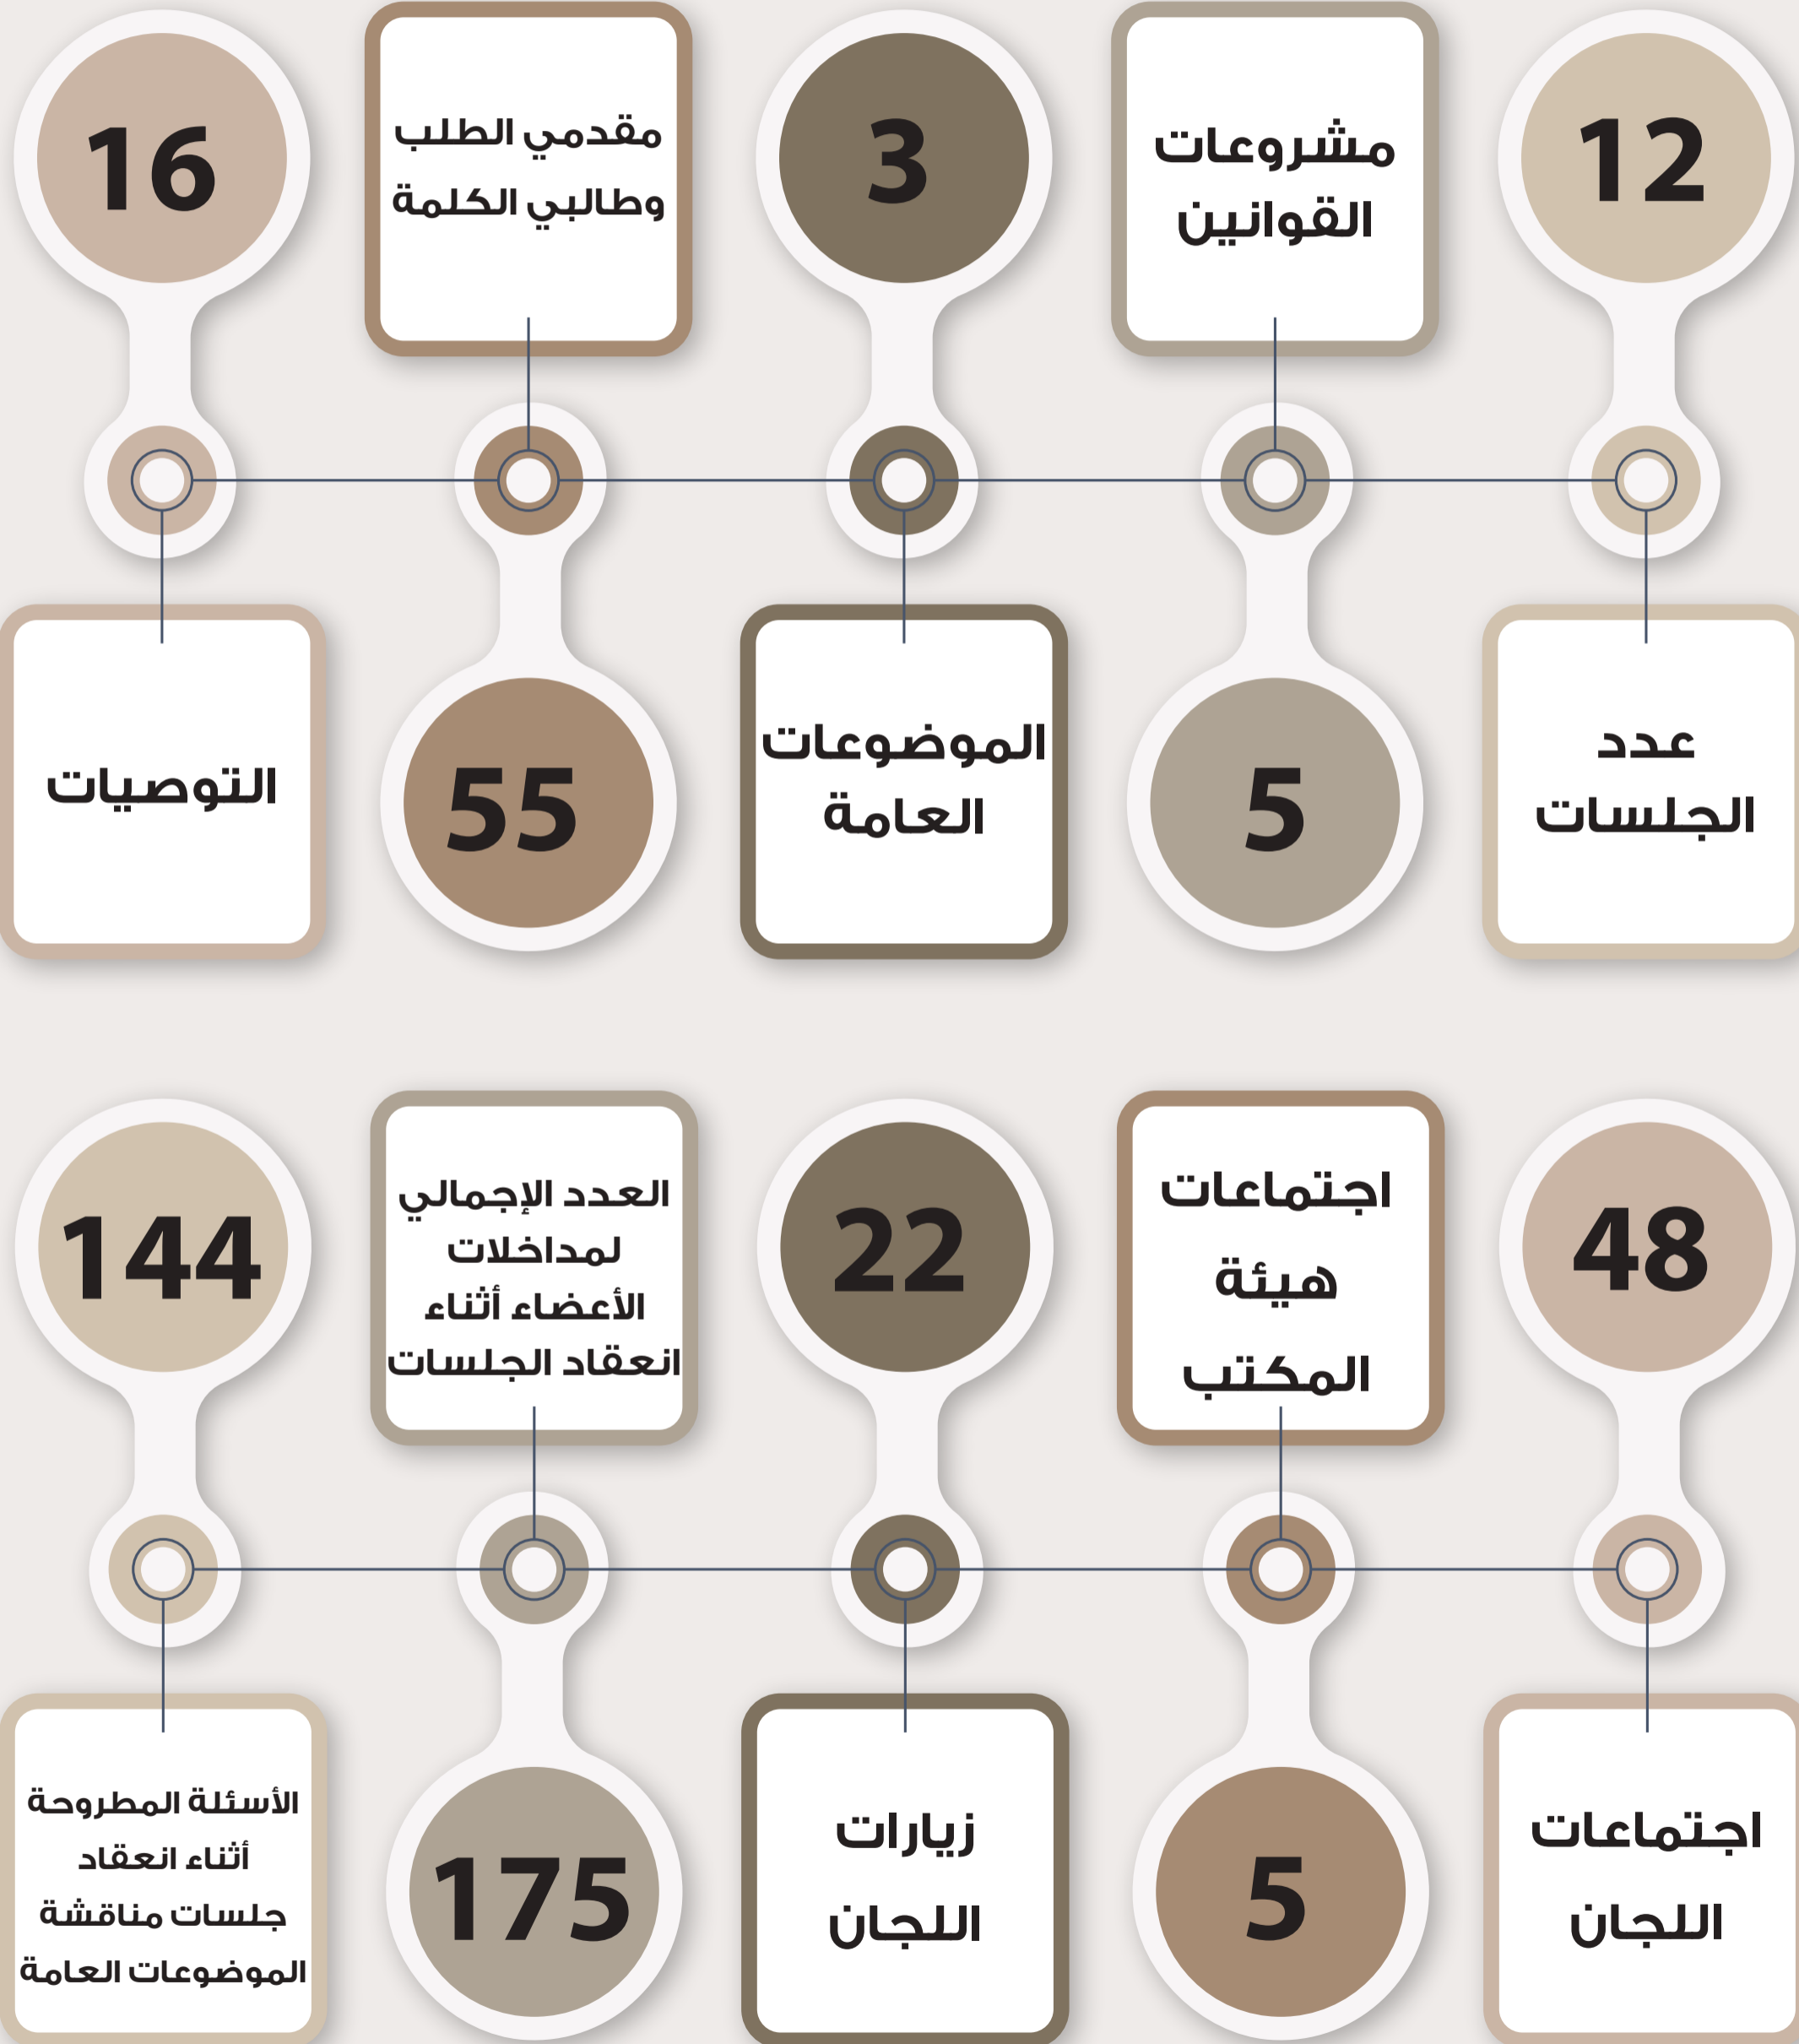 12
عدد
الجلسات
مشروعات
القوانين
5
3
الموضوعات
العامة
مقدمي الطلب
وطالبي الكلمة
55
16
التوصيات
48
اجتماعات
اللجان
اجتماعات
هيئة
المكتب
5
22
زيارات
اللجان
العدد الإجمالي
لمداخلات
الأعضاء أثناء
انعقاد الجلسات
175
144
الأسئلة المطروحة
أثناء انعقاد
جلسات مناقشة
الموضوعات العامة